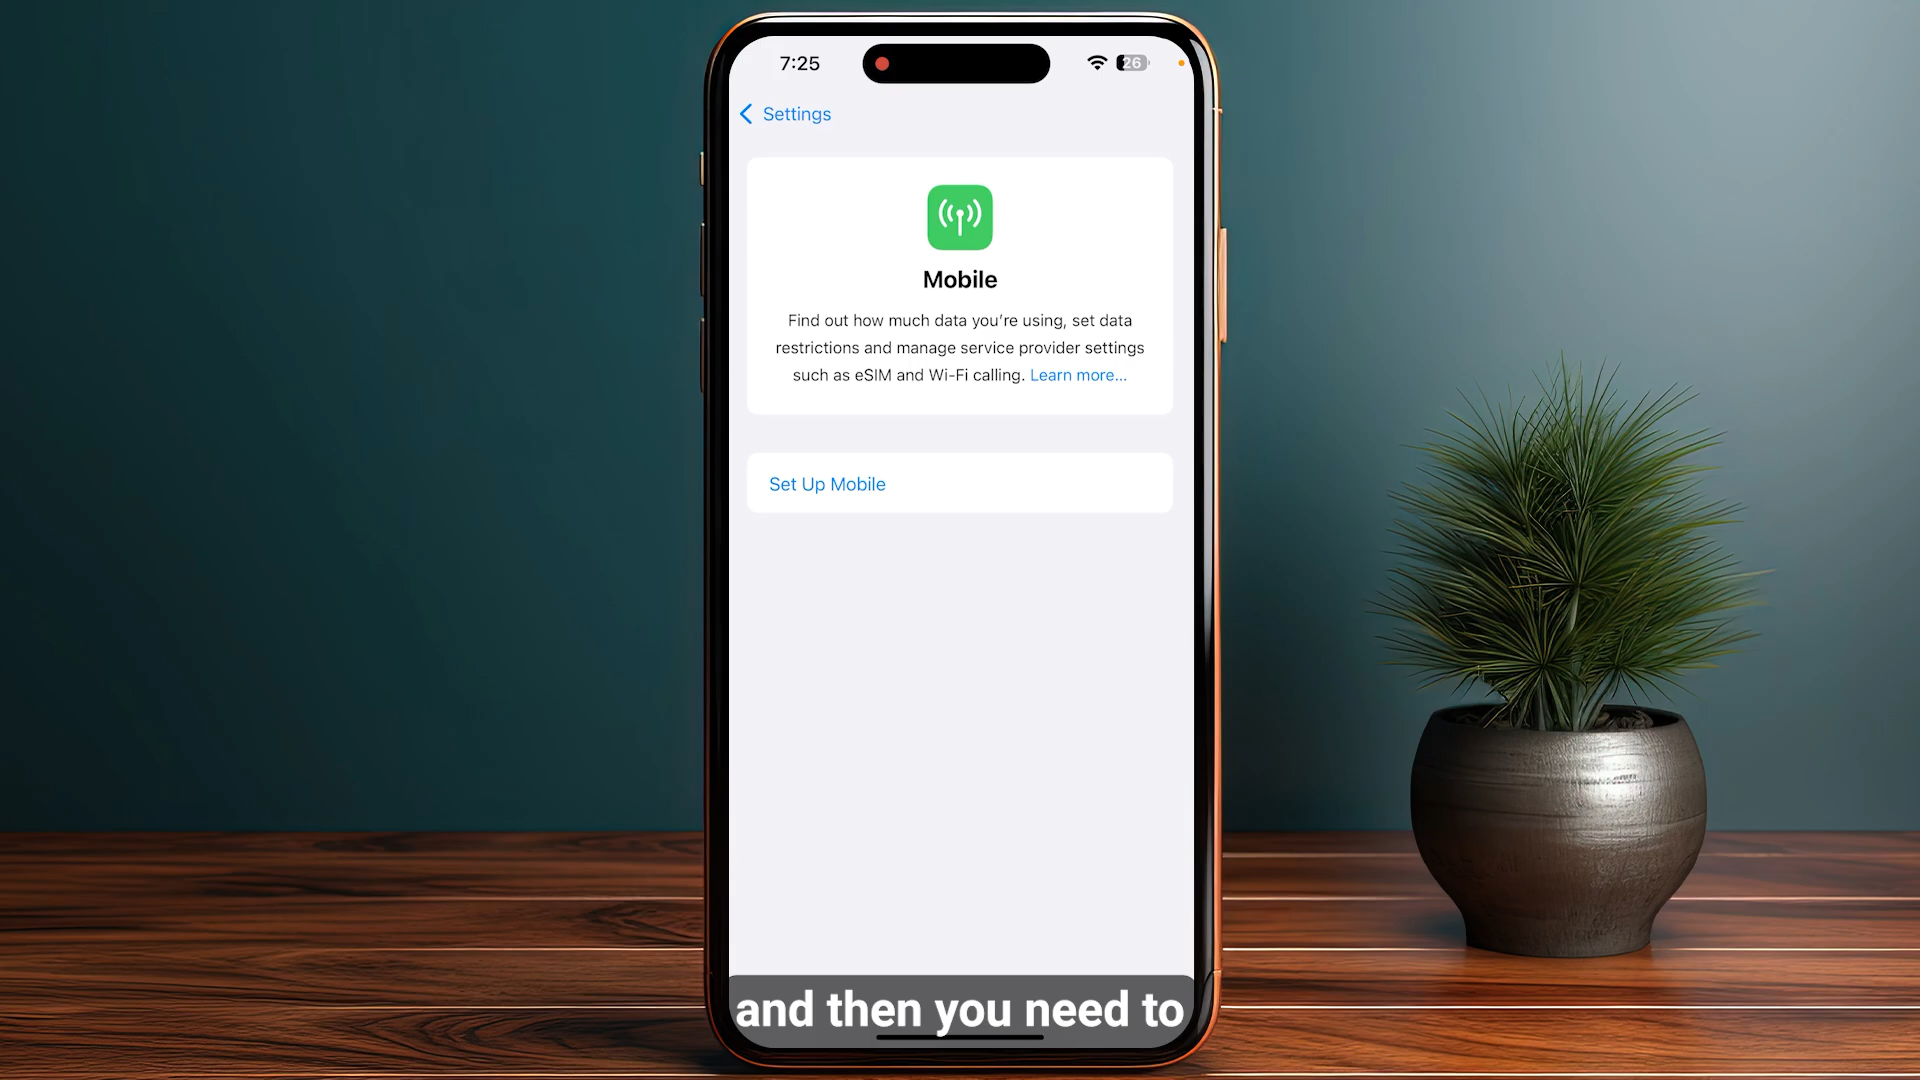 7:25
26
Settings
Mobile
Find out how much data you're using, set data
restrictions and manage service provider settings
such as eSIM and Wi-Fi calling. Learn more...
Set Up Mobile
and then you need to